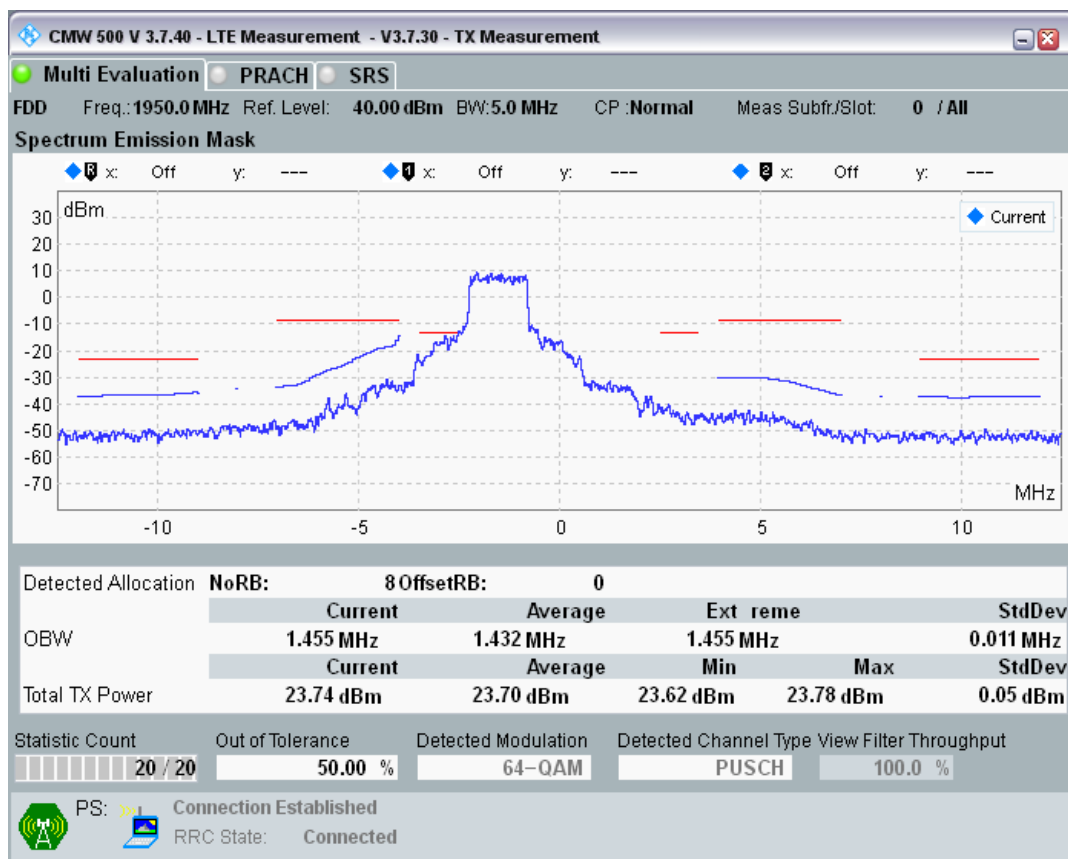 CMW 500 V 3.7.40 - LTE Measurement - V3.7.30 - TX Measurement
Multi Evaluation PRACH SRS
FDD Freq.: 1950.0 MHz Ref. Level: 40.00 dBm BW: 5.0 MHz CP : Normal Meas Subfr./Slot: 0 / All
Spectrum Emission Mask
R x: Off y: --- 1 x: Off y: --- 2 x: Off y: ---
dBm
Current
30
20
10
0
-10
-20
-30
-40
-50
-60
-70
MHz
-10 -5 0 5 10
Detected Allocation NoRB: 8 OffsetRB: 0
Current Average Ext reme StdDev
OBW 1.455 MHz 1.432 MHz 1.455 MHz 0.011 MHz
Current Average Min Max StdDev
Total TX Power 23.74 dBm 23.70 dBm 23.62 dBm 23.78 dBm 0.05 dBm
Statistic Count Out of Tolerance Detected Modulation Detected Channel Type View Filter Throughput
20 / 20 50.00 % 64-QAM PUSCH 100.0 %
PS: Connection Established
RRC State: Connected